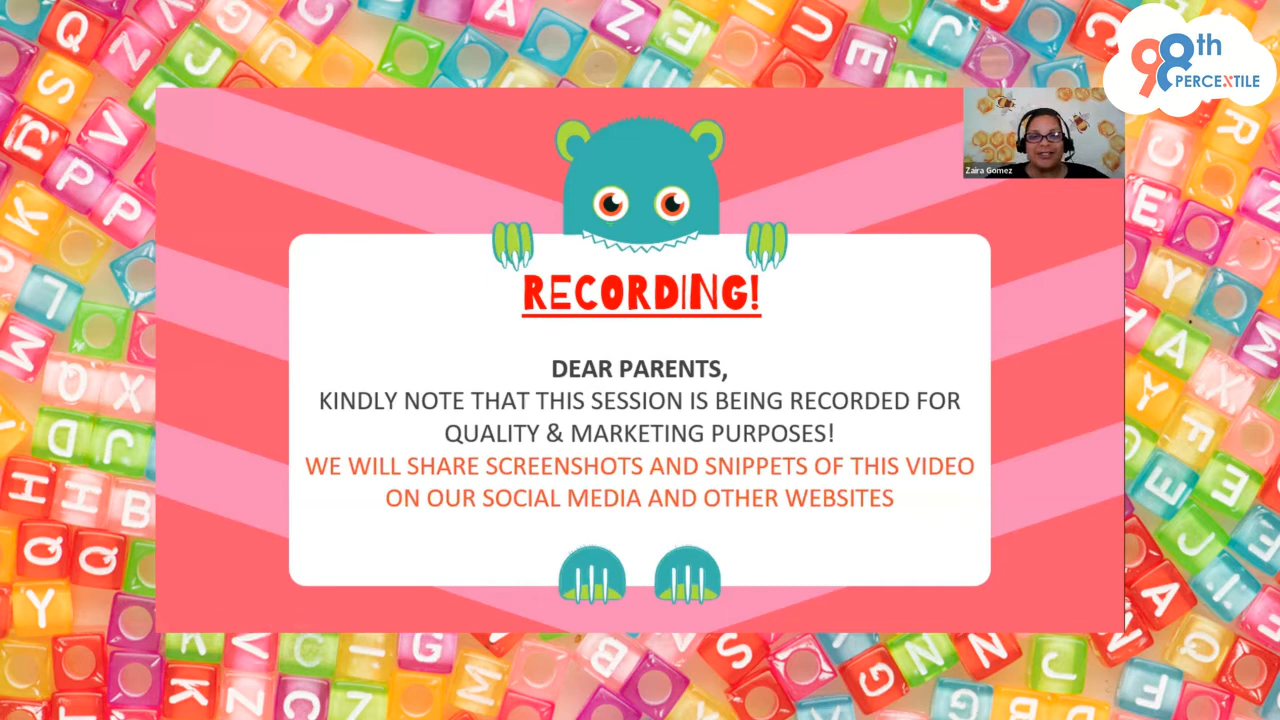 98th
PERCENTILE
Zaira Gomez
RECORDING!
DEAR PARENTS,
KINDLY NOTE THAT THIS SESSION IS BEING RECORDED FOR
QUALITY & MARKETING PURPOSES!
WE WILL SHARE SCREENSHOTS AND SNIPPETS OF THIS VIDEO
ON OUR SOCIAL MEDIA AND OTHER WEBSITES